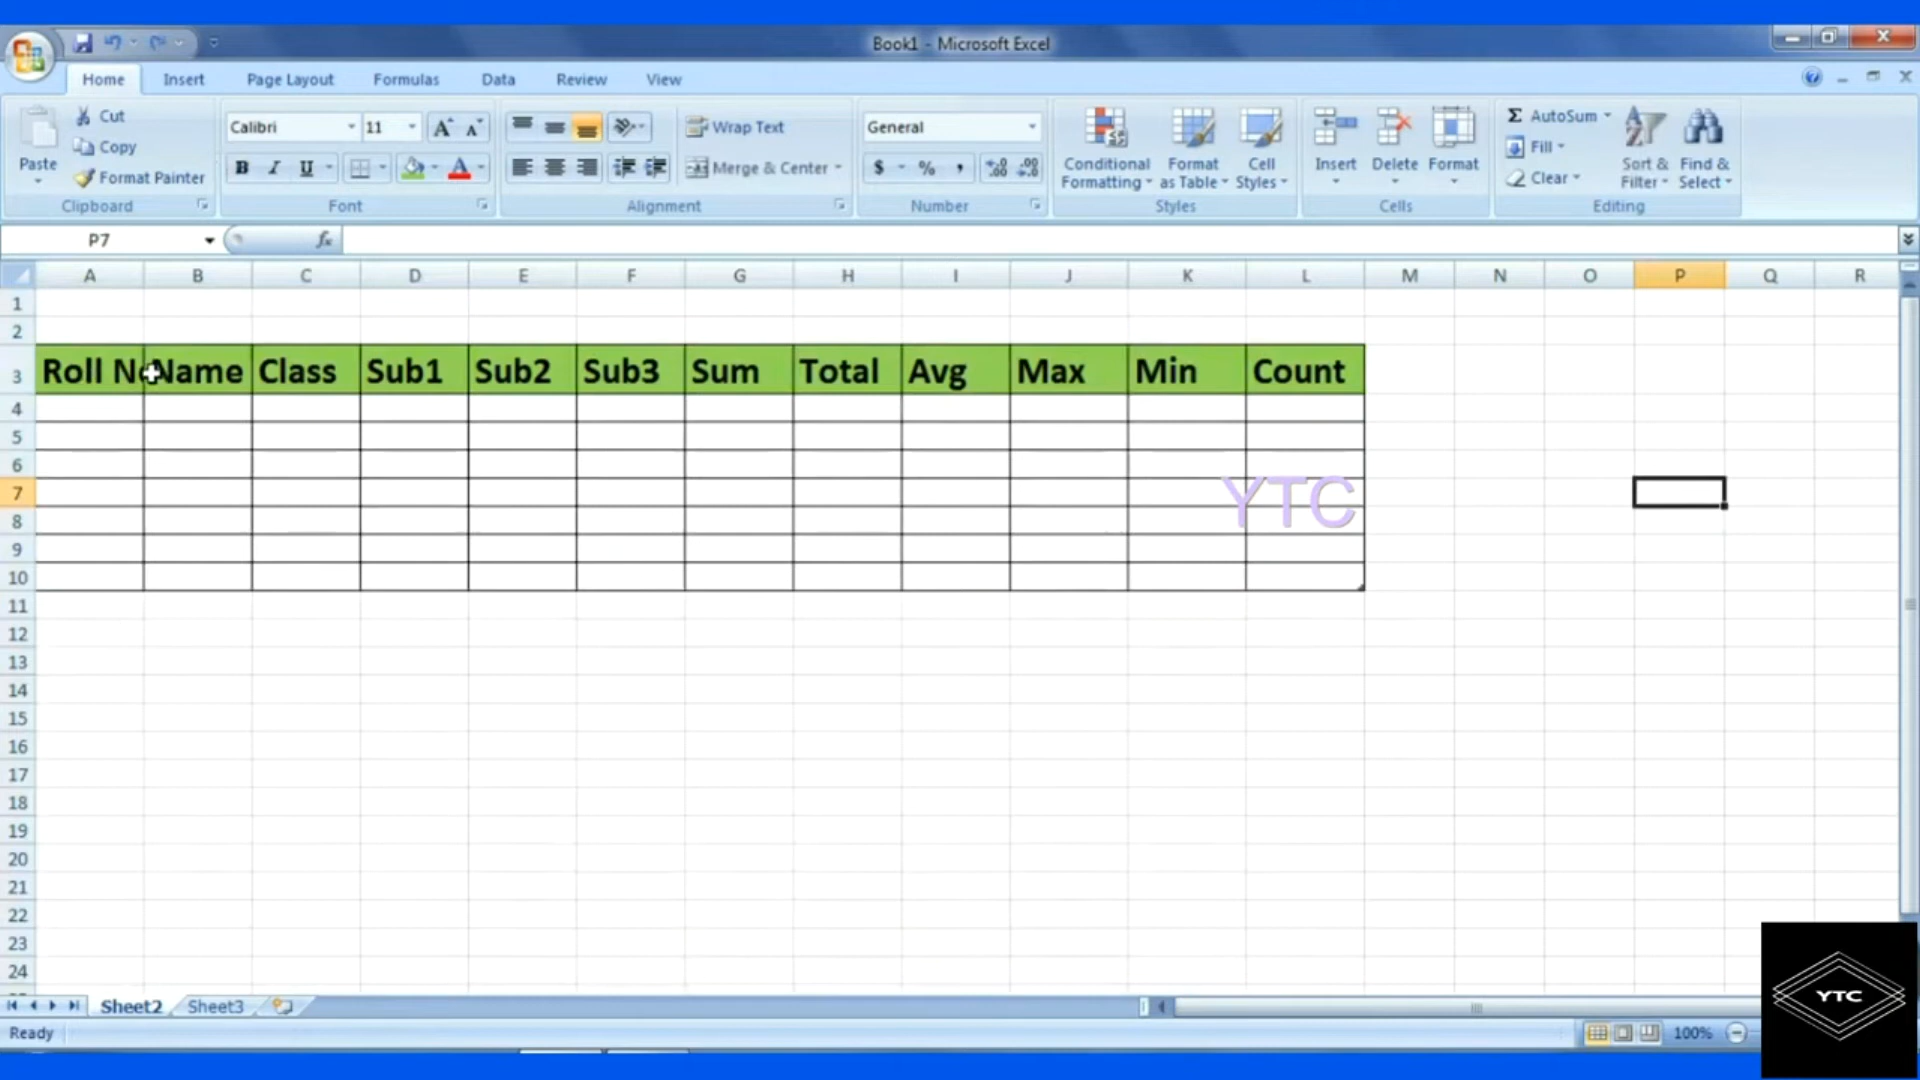 Book1 - Microsoft Excel
Home Insert Page Layout Formulas Data Review View
Paste
Cut
Copy
Format Painter
Clipboard
Calibri 11
B I U
Font
Wrap Text
Merge & Center
Alignment
General
$ % ,
Number
Conditional Formatting
Format as Table
Cell Styles
Styles
Insert Delete Format
Cells
Σ AutoSum
Fill
Clear
Sort & Filter
Find & Select
Editing
P7 fx
A B C D E F G H I J K L M N O P Q R
1
2
3 Roll No Name Class Sub1 Sub2 Sub3 Sum Total Avg Max Min Count
4
5
6
7
YTC
8
9
10
11
12
13
14
15
16
17
18
19
20
21
22
23
24
Sheet2 Sheet3
Ready 100%
YTC